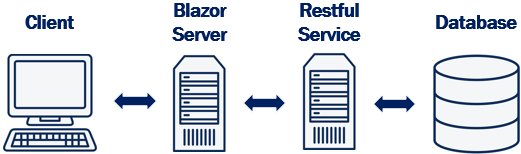 Client
Blazor
Server
Restful
Service
Database